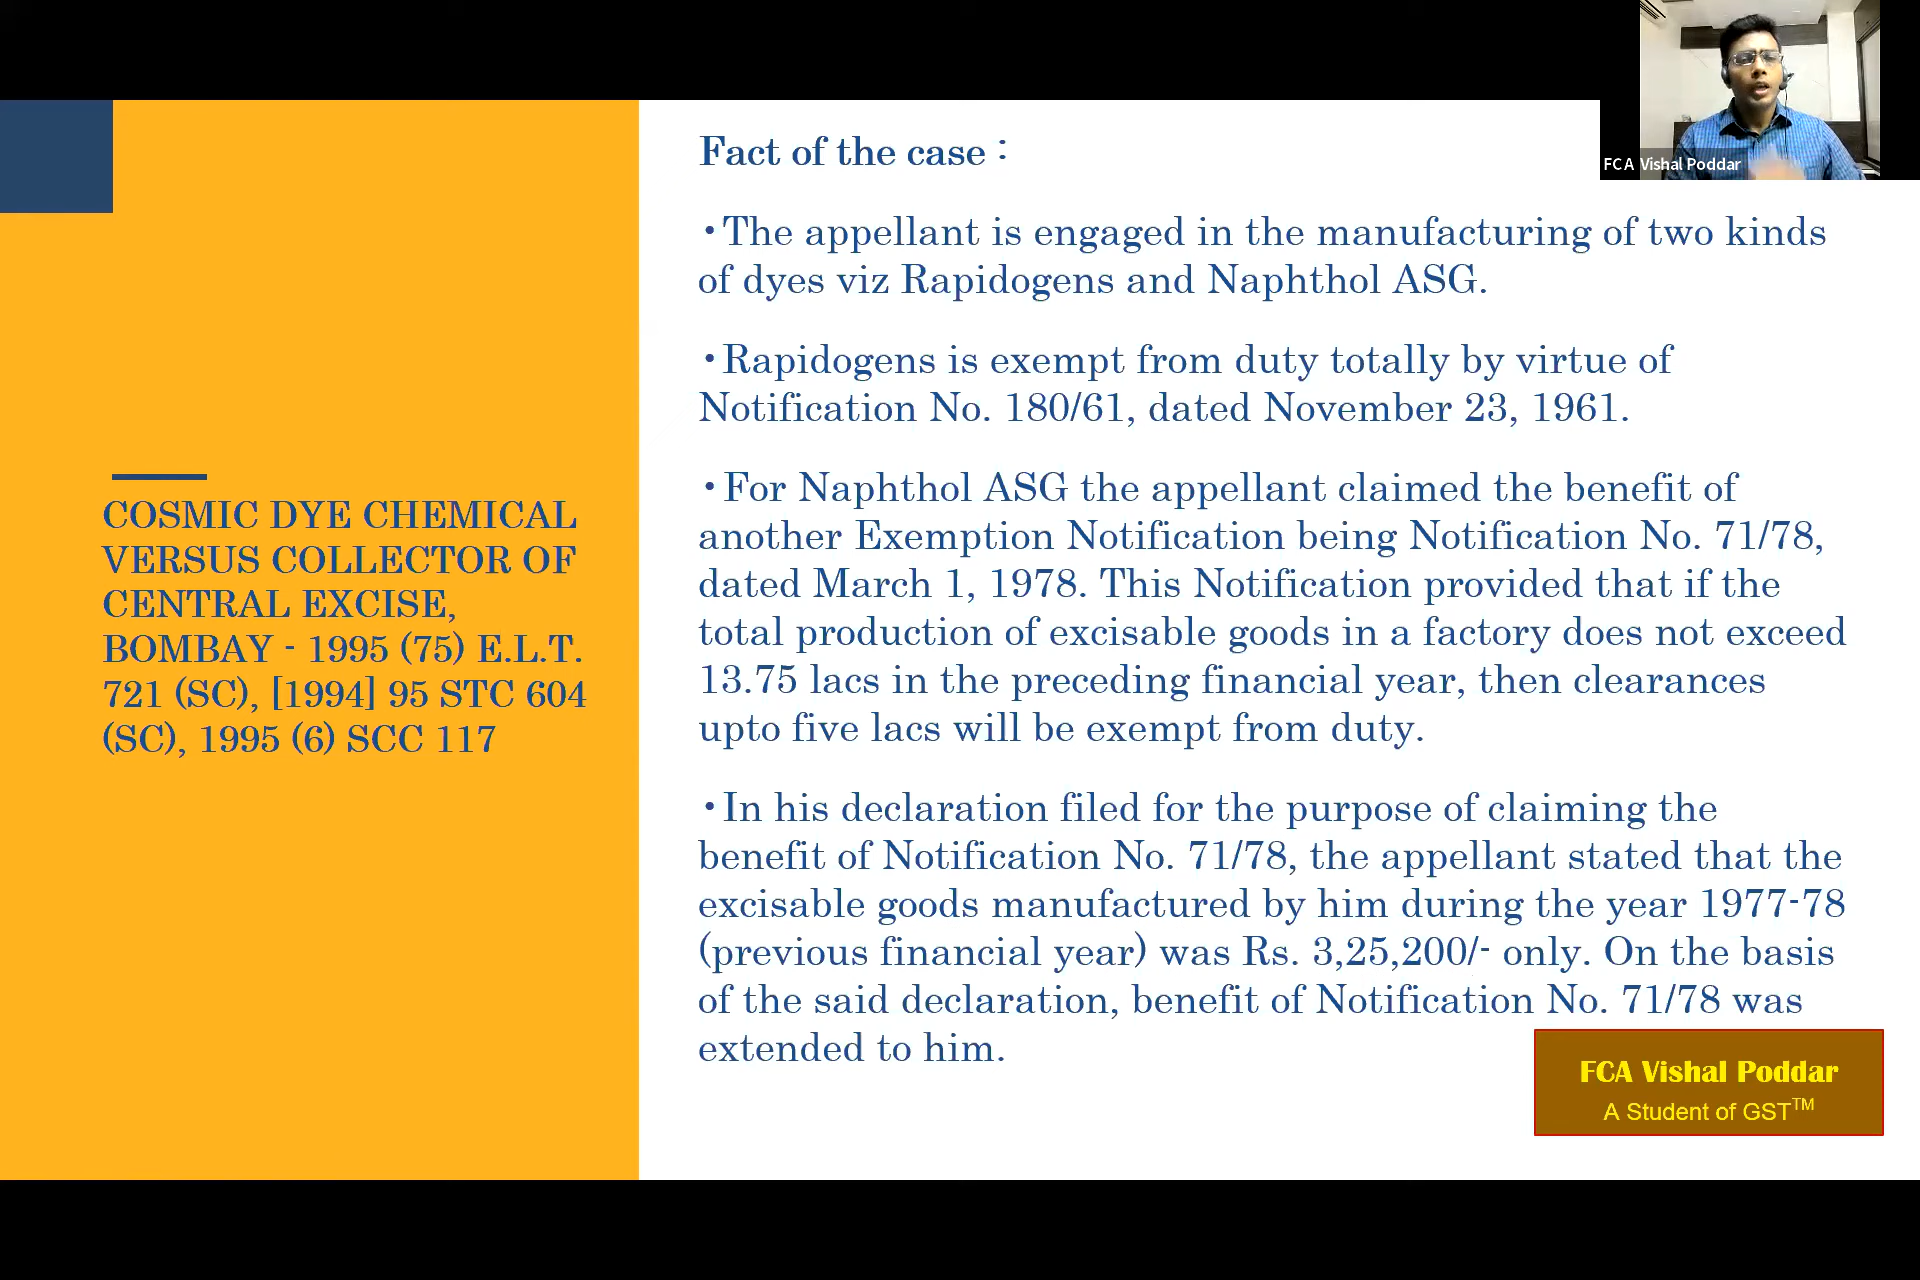 FCA Vishal Poddar
COSMIC DYE CHEMICAL
VERSUS COLLECTOR OF
CENTRAL EXCISE,
BOMBAY - 1995 (75) E.L.T.
721 (SC), [1994] 95 STC 604
(SC), 1995 (6) SCC 117
Fact of the case :
•The appellant is engaged in the manufacturing of two kinds
of dyes viz Rapidogens and Naphthol ASG.
•Rapidogens is exempt from duty totally by virtue of
Notification No. 180/61, dated November 23, 1961.
•For Naphthol ASG the appellant claimed the benefit of
another Exemption Notification being Notification No. 71/78,
dated March 1, 1978. This Notification provided that if the
total production of excisable goods in a factory does not exceed
13.75 lacs in the preceding financial year, then clearances
upto five lacs will be exempt from duty.
•In his declaration filed for the purpose of claiming the
benefit of Notification No. 71/78, the appellant stated that the
excisable goods manufactured by him during the year 1977-78
(previous financial year) was Rs. 3,25,200/- only. On the basis
of the said declaration, benefit of Notification No. 71/78 was
extended to him.
FCA Vishal Poddar
A Student of GST™